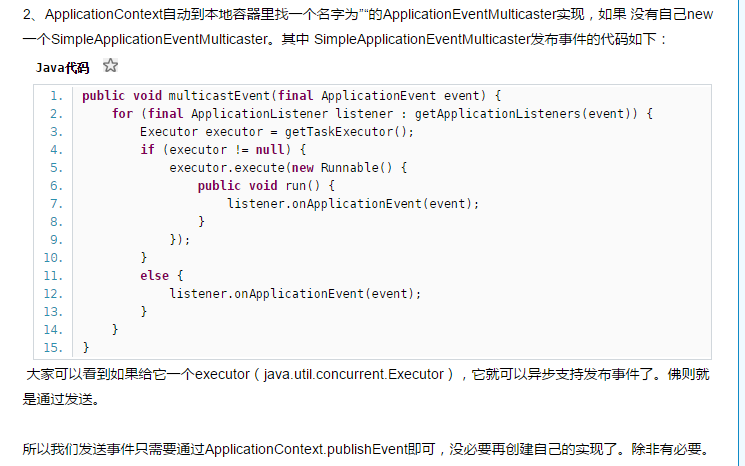 2、ApplicationContext自动到本地容器里找一个名字为”“的ApplicationEventMulticaster实现，如果 没有自己new
一个SimpleApplicationEventMulticaster。其中 SimpleApplicationEventMulticaster发布事件的代码如下：
Java代码 ☆
1. public void multicastEvent(final ApplicationEvent event) {
2.     for (final ApplicationListener listener : getApplicationListeners(event)) {
3.         Executor executor = getTaskExecutor();
4.         if (executor != null) {
5.             executor.execute(new Runnable() {
6.                 public void run() {
7.                     listener.onApplicationEvent(event);
8.                 }
9.             });
10.         }
11.         else {
12.             listener.onApplicationEvent(event);
13.         }
14.     }
15. }
大家可以看到如果给它一个executor（java.util.concurrent.Executor），它就可以异步支持发布事件了。佛则就
是通过发送。
所以我们发送事件只需要通过ApplicationContext.publishEvent即可，没必要再创建自己的实现了。除非有必要。